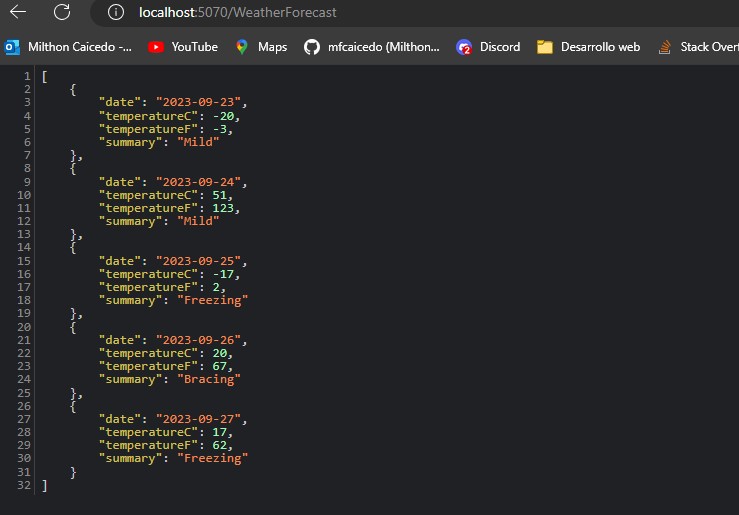 localhost:5070/WeatherForecast
Milthon Caicedo -... YouTube Maps mfcaicedo (Milthon... Discord Desarrollo web Stack Overf
1 [
2 {
3 "date": "2023-09-23",
4 "temperatureC": -20,
5 "temperatureF": -3,
6 "summary": "Mild"
7 },
8 {
9 "date": "2023-09-24",
10 "temperatureC": 51,
11 "temperatureF": 123,
12 "summary": "Mild"
13 },
14 {
15 "date": "2023-09-25",
16 "temperatureC": -17,
17 "temperatureF": 2,
18 "summary": "Freezing"
19 },
20 {
21 "date": "2023-09-26",
22 "temperatureC": 20,
23 "temperatureF": 67,
24 "summary": "Bracing"
25 },
26 {
27 "date": "2023-09-27",
28 "temperatureC": 17,
29 "temperatureF": 62,
30 "summary": "Freezing"
31 }
32 ]